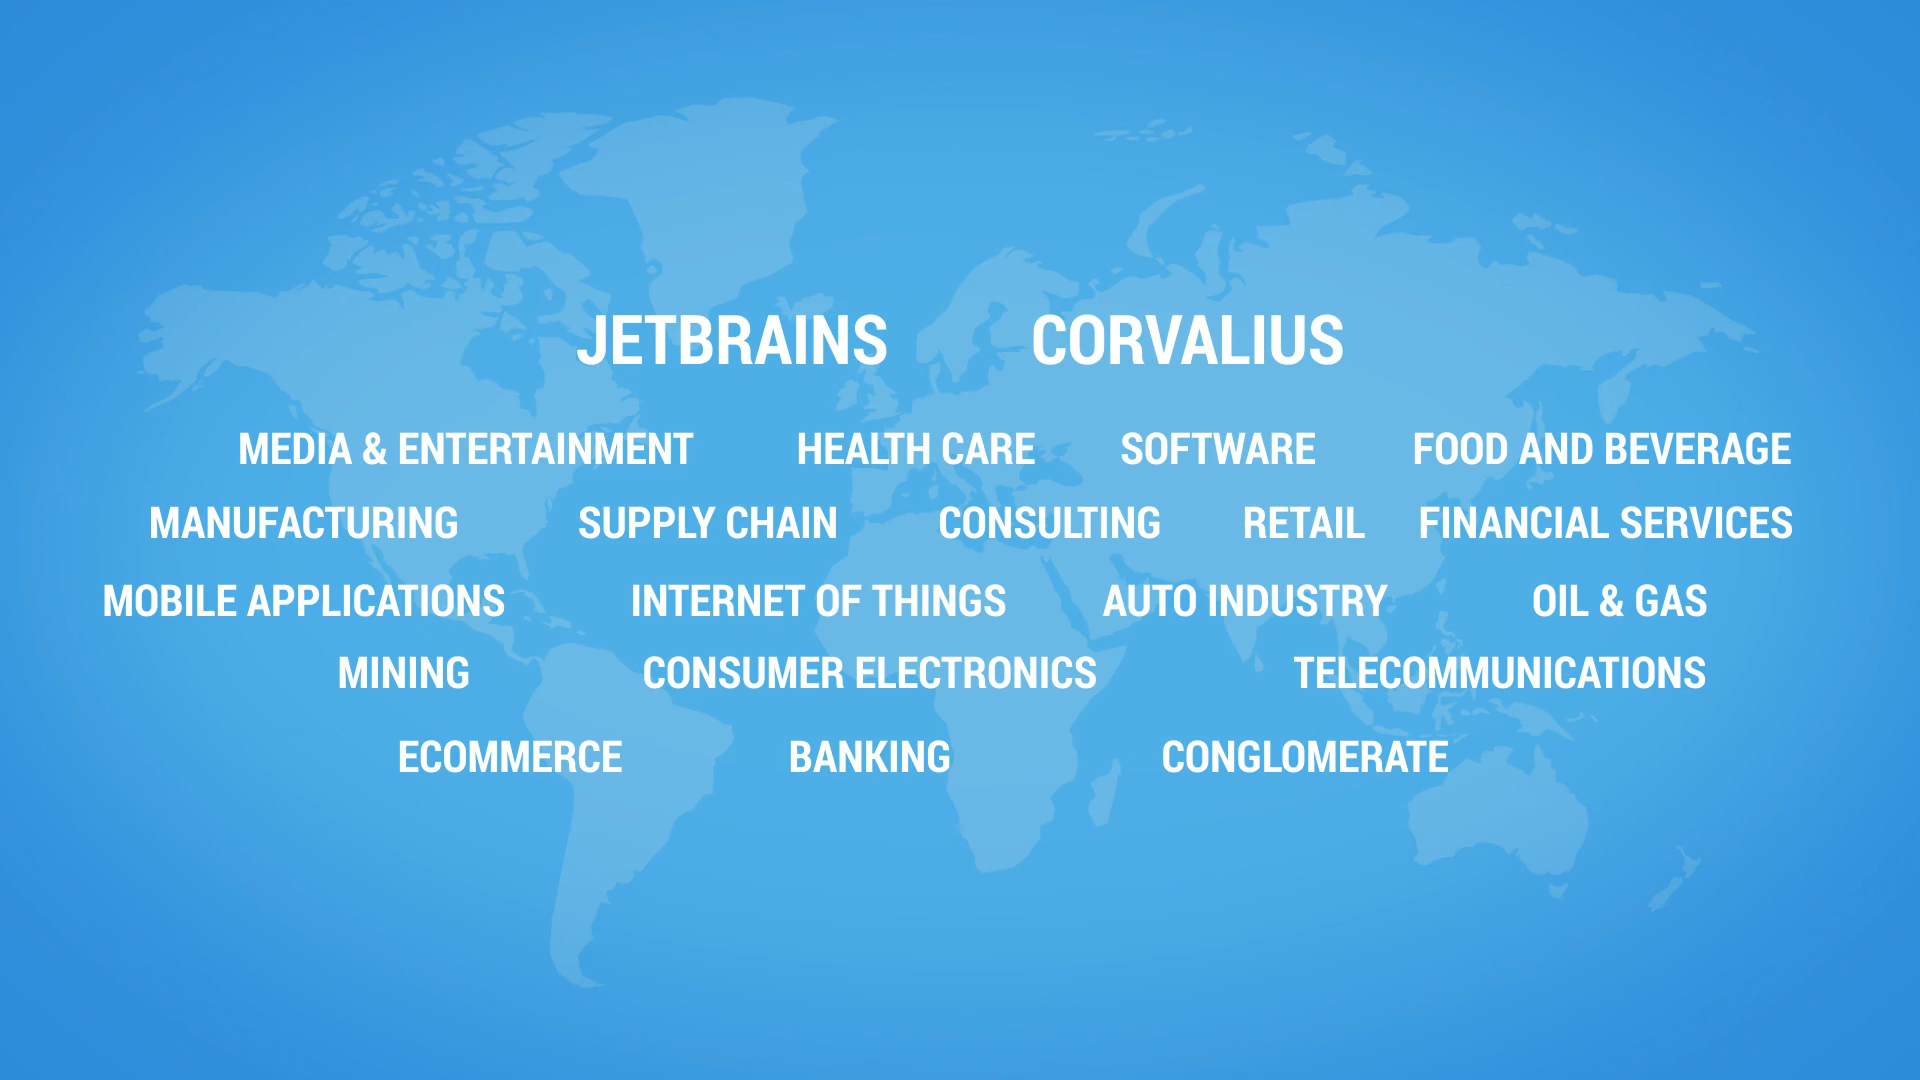 JETBRAINS CORVALIUS
MEDIA & ENTERTAINMENT HEALTH CARE SOFTWARE FOOD AND BEVERAGE
MANUFACTURING SUPPLY CHAIN CONSULTING RETAIL FINANCIAL SERVICES
MOBILE APPLICATIONS INTERNET OF THINGS AUTO INDUSTRY OIL & GAS
MINING CONSUMER ELECTRONICS TELECOMMUNICATIONS
ECOMMERCE BANKING CONGLOMERATE